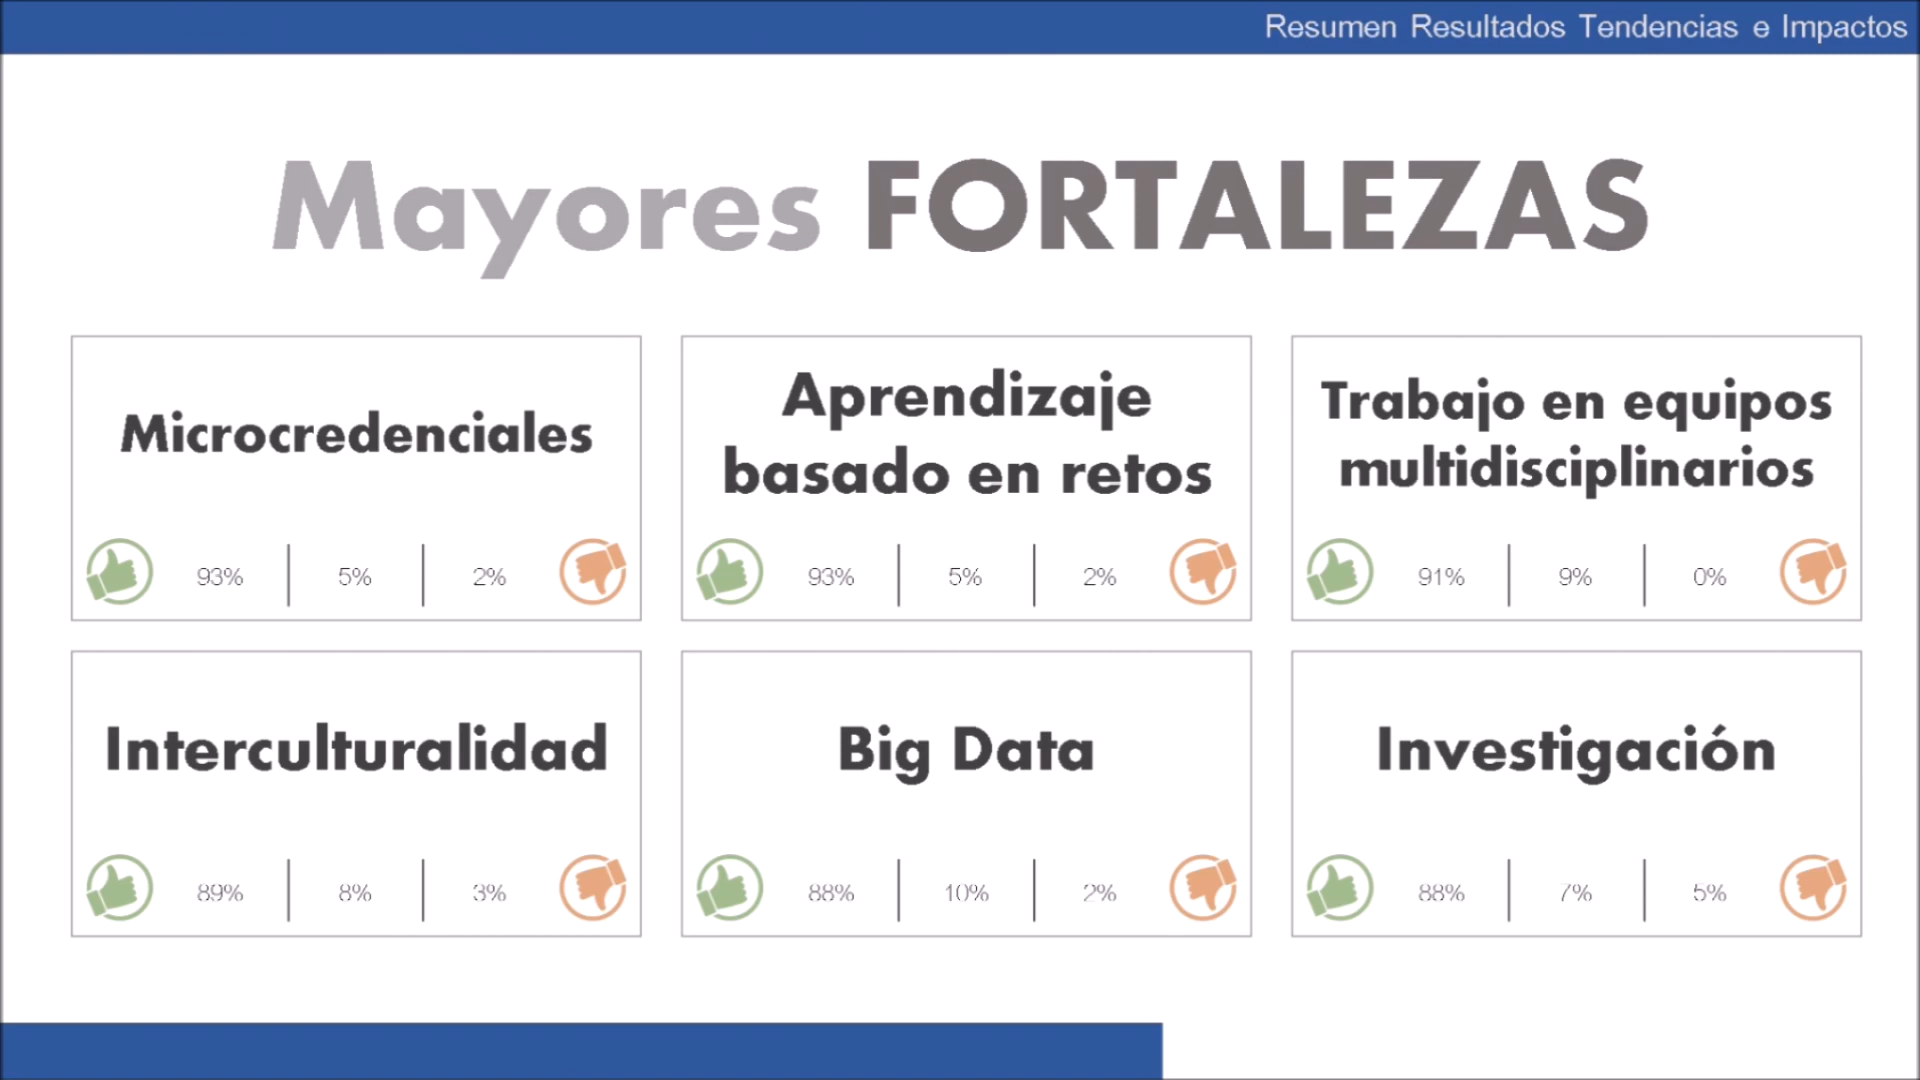 Resumen Resultados Tendencias e Impactos
Mayores FORTALEZAS
Microcredenciales
93% 5% 2%
Aprendizaje
basado en retos
93% 5% 2%
Trabajo en equipos
multidisciplinarios
91% 9% 0%
Interculturalidad
89% 8% 3%
Big Data
88% 10% 2%
Investigación
88% 7% 5%